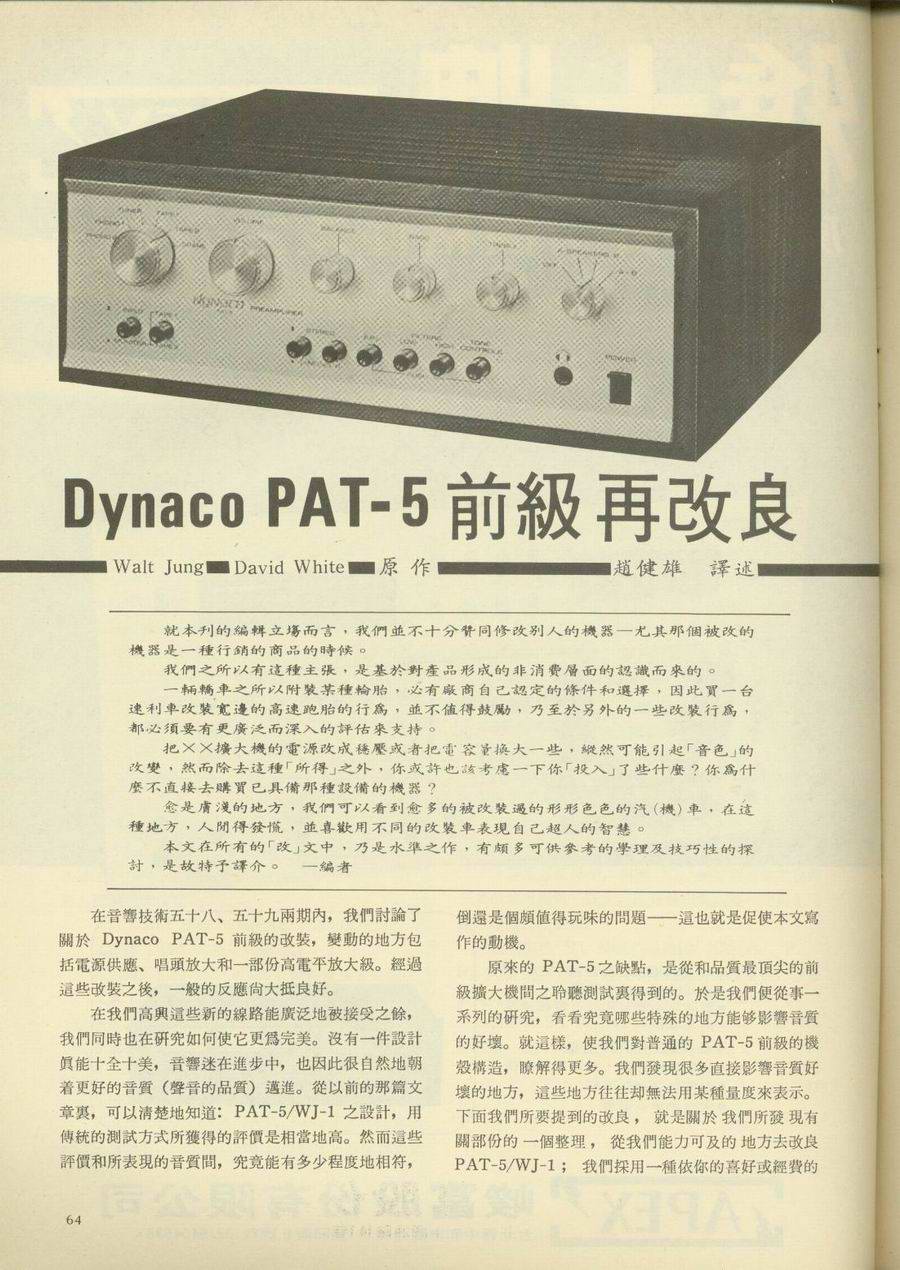 TUNER TAPE 1
PHONO 1 TAPE 2
PHONO 2 SPARE
VOLUME
BALANCE
BASS
TREBLE
A-SPEAKERS-B
OFF A+B
dynaco PREAMPLIFIER
INPUT TAPE 1
STEREO
FILTERS
LOW HIGH
TONE
CONTROLS
POWER
Dynaco PAT-5 前級 再改良
Walt Jung David White 原作 趙健雄 譯述
就本刊的編輯立場而言，我們並不十分贊同修改別人的機器—尤其那個被改的
機器是一種行銷的商品的時候。
我們之所以有這種主張，是基於對產品形成的非消費層面的認識而來的。
一輛轎車之所以附裝某種輪胎，必有廠商自己認定的條件和選擇，因此買一台
速利車改裝寬邊的高速跑胎的行為，並不值得鼓勵，乃至於另外的一些改裝行為，
都必須要有更廣泛而深入的評估來支持。
把××擴大機的電源改成穩壓或者把電容量換大一些，縱然可能引起「音色」的
改變，然而除去這種「所得」之外，你或許也該考慮一下你「投入」了些什麼？你爲什
麼不直接去購買已具備那種設備的機器？
愈是膚淺的地方，我們可以看到愈多的被改裝過的形形色色的汽(機)車，在這
種地方，人閒得發慌，並喜歡用不同的改裝車表現自己超人的智慧。
本文在所有的「改」文中，乃是水準之作，有頗多可供參考的學理及技巧性的探
討，是故特予譯介。 —編者
在音響技術五十八、五十九兩期內，我們討論了
關於 Dynaco PAT-5 前級的改裝，變動的地方包
括電源供應、唱頭放大和一部份高電平放大級。經過
這些改裝之後，一般的反應尙大抵良好。
在我們高興這些新的線路能廣泛地被接受之餘，
我們同時也在研究如何使它更爲完美。沒有一件設計
眞能十全十美，音響迷在進步中，也因此很自然地朝
着更好的音質（聲音的品質）邁進。從以前的那篇文
章裏，可以清楚地知道：PAT-5/WJ-1 之設計，用
傳統的測試方式所獲得的評價是相當地高。然而這些
評價和所表現的音質間，究竟能有多少程度地相符，
倒還是個頗值得玩味的問題——這也就是促使本文寫
作的動機。
原來的 PAT-5之缺點，是從和品質最頂尖的前
級擴大機間之聆聽測試裏得到的。於是我們便從事一
系列的研究，看看究竟哪些特殊的地方能够影響音質
的好壞。就這樣，使我們對普通的 PAT-5前級的機
殼構造，瞭解得更多。我們發現很多直接影響音質好
壞的地方，這些地方往往却無法用某種量度來表示。
下面我們所要提到的改良，就是關於我們所發現有
關部份的一個整理，從我們能力可及的地方去改良
PAT-5/WJ-1； 我們採用一種依你的喜好或經費的
64